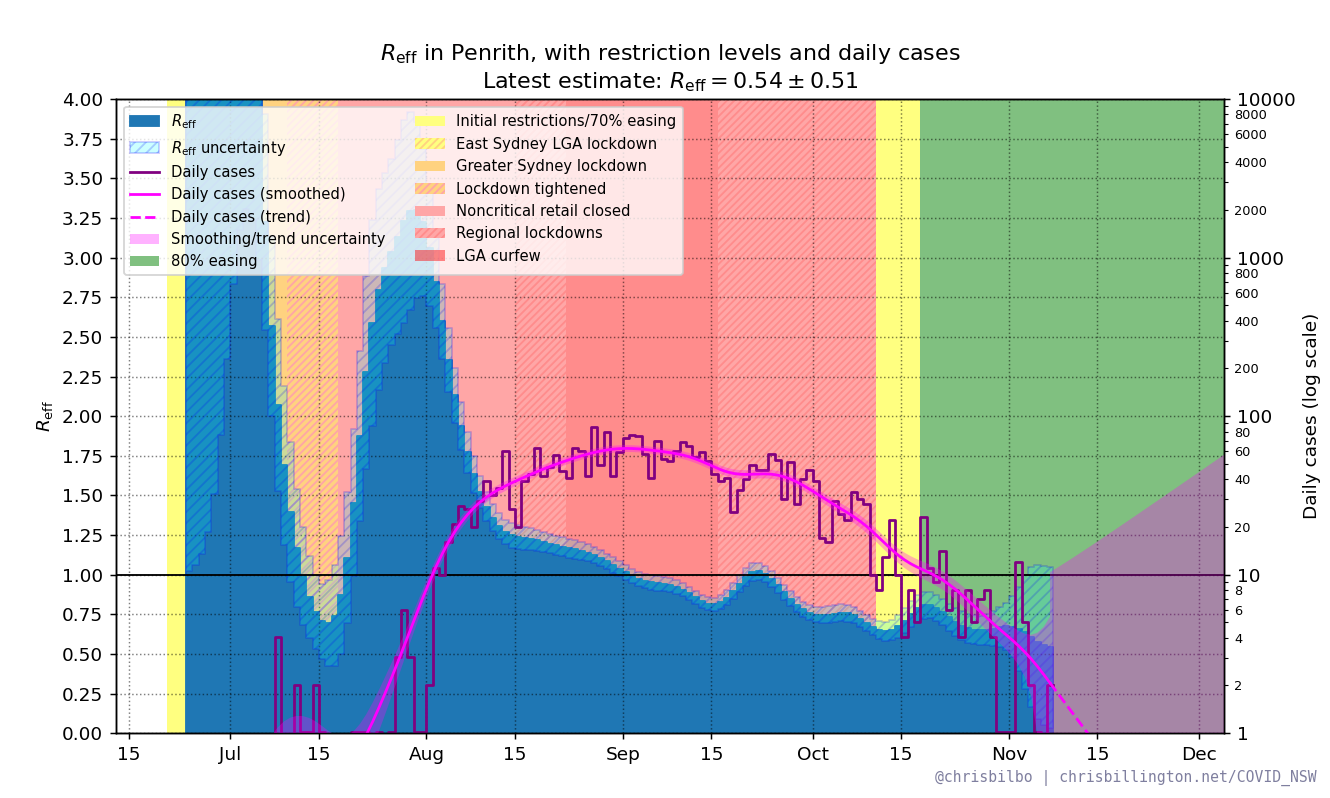 R_eff in Penrith, with restriction levels and daily cases
Latest estimate: R_eff = 0.54 ± 0.51
4.00
3.75
3.50
3.25
3.00
2.75
2.50
2.25
2.00
1.75
1.50
1.25
1.00
0.75
0.50
0.25
0.00
R_eff
R_eff
R_eff uncertainty
Daily cases
Daily cases (smoothed)
Daily cases (trend)
Smoothing/trend uncertainty
80% easing
Initial restrictions/70% easing
East Sydney LGA lockdown
Greater Sydney lockdown
Lockdown tightened
Noncritical retail closed
Regional lockdowns
LGA curfew
10000
8000
6000
4000
2000
1000
800
600
400
200
100
80
60
40
20
10
8
6
4
2
1
Daily cases (log scale)
15 Jul 15 Aug 15 Sep 15 Oct 15 Nov 15 Dec
@chrisbilbo | chrisbillington.net/COVID_NSW